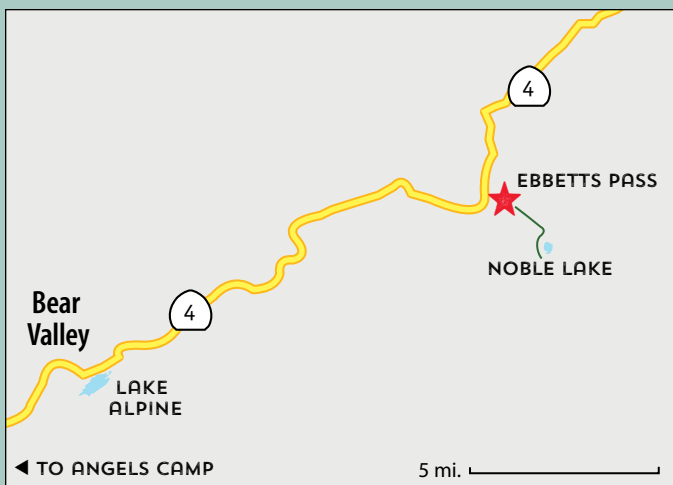 4
EBBETTS PASS
NOBLE LAKE
4
Bear
Valley
LAKE
ALPINE
◄ TO ANGELS CAMP
5 mi.